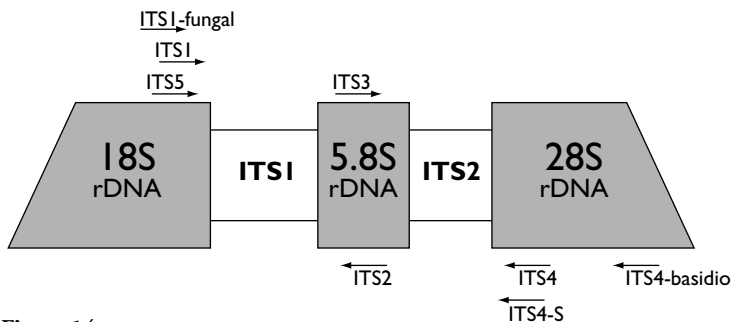 ITS1-fungal
ITS1
ITS5
ITS3
18S
rDNA
ITS1
5.8S
rDNA
ITS2
28S
rDNA
ITS2
ITS4
ITS4-basidio
ITS4-S